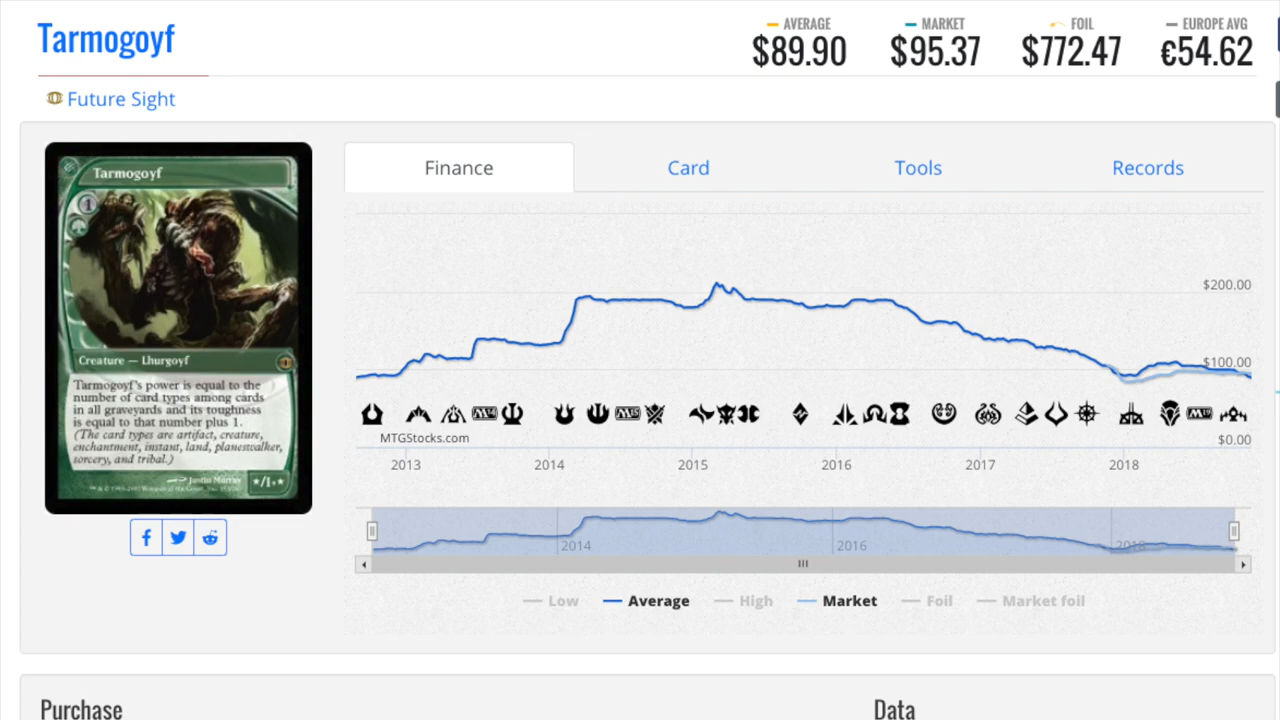 Tarmogoyf
AVERAGE
$89.90
MARKET
$95.37
FOIL
$772.47
EUROPE AVG
€54.62
Future Sight
Tarmogoyf
1
Creature — Lhurgoyf
Tarmogoyf's power is equal to the
number of card types among cards
in all graveyards and its toughness
is equal to that number plus 1.
(The card types are artifact, creature,
enchantment, instant, land, planeswalker,
sorcery, and tribal.)
Justin Murray
*/1+*
Finance
Card
Tools
Records
$200.00
$100.00
M14
M15
M19
MTGStocks.com
$0.00
2013
2014
2015
2016
2017
2018
2014
2016
2018
Low
Average
High
Market
Foil
Market foil
Purchase
Data